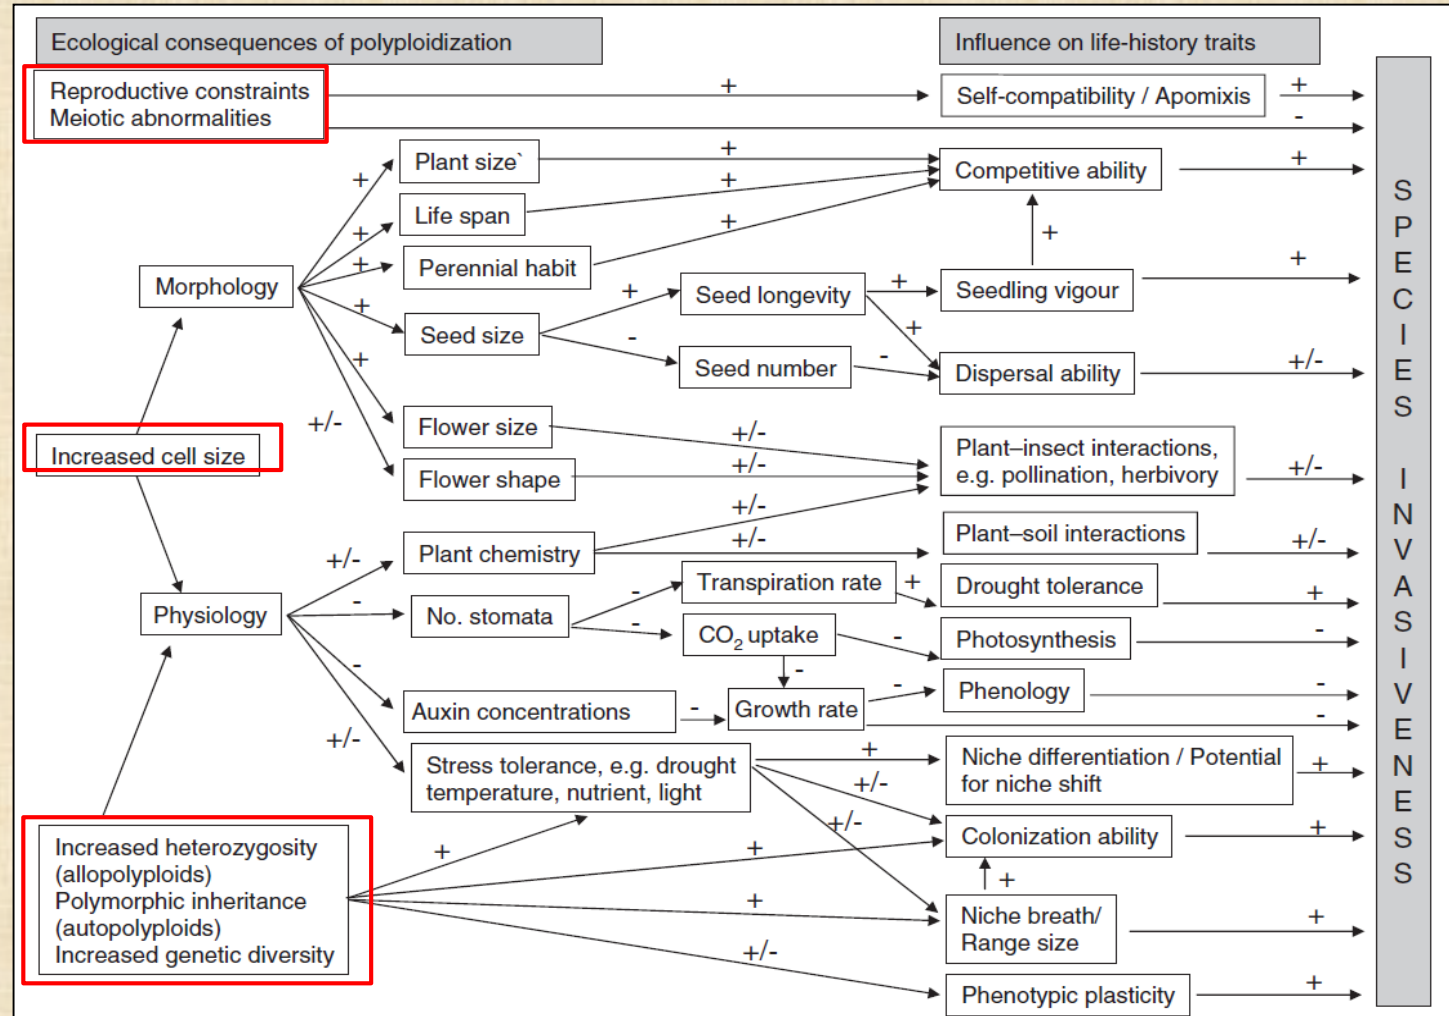 Ecological consequences of polyploidization
Influence on life-history traits
Reproductive constraints
Meiotic abnormalities
+
Self-compatibility / Apomixis
+
-
Plant size`
+
Competitive ability
+
+
Life span
+
+
Perennial habit
+
+
+
Morphology
Seed size
+
+
Seed longevity
+
Seedling vigour
+
-
Seed number
+
-
Dispersal ability
+/-
Flower size
+
+/-
Increased cell size
Flower shape
+/-
+/-
Plant–insect interactions,
e.g. pollination, herbivory
+/-
Plant chemistry
+/-
+/-
+/-
Plant–soil interactions
+/-
Physiology
No. stomata
-
-
Transpiration rate
+
Drought tolerance
+
-
CO2 uptake
-
Photosynthesis
-
-
Auxin concentrations
-
-
Growth rate
-
Phenology
-
-
+/-
Stress tolerance, e.g. drought
temperature, nutrient, light
+
Niche differentiation / Potential
for niche shift
+
+/-
+/-
Colonization ability
+
Increased heterozygosity
(allopolyploids)
Polymorphic inheritance
(autopolyploids)
Increased genetic diversity
+
+
+
+
Niche breath/
Range size
+
+/-
Phenotypic plasticity
+
SPECIES INVASIVENESS